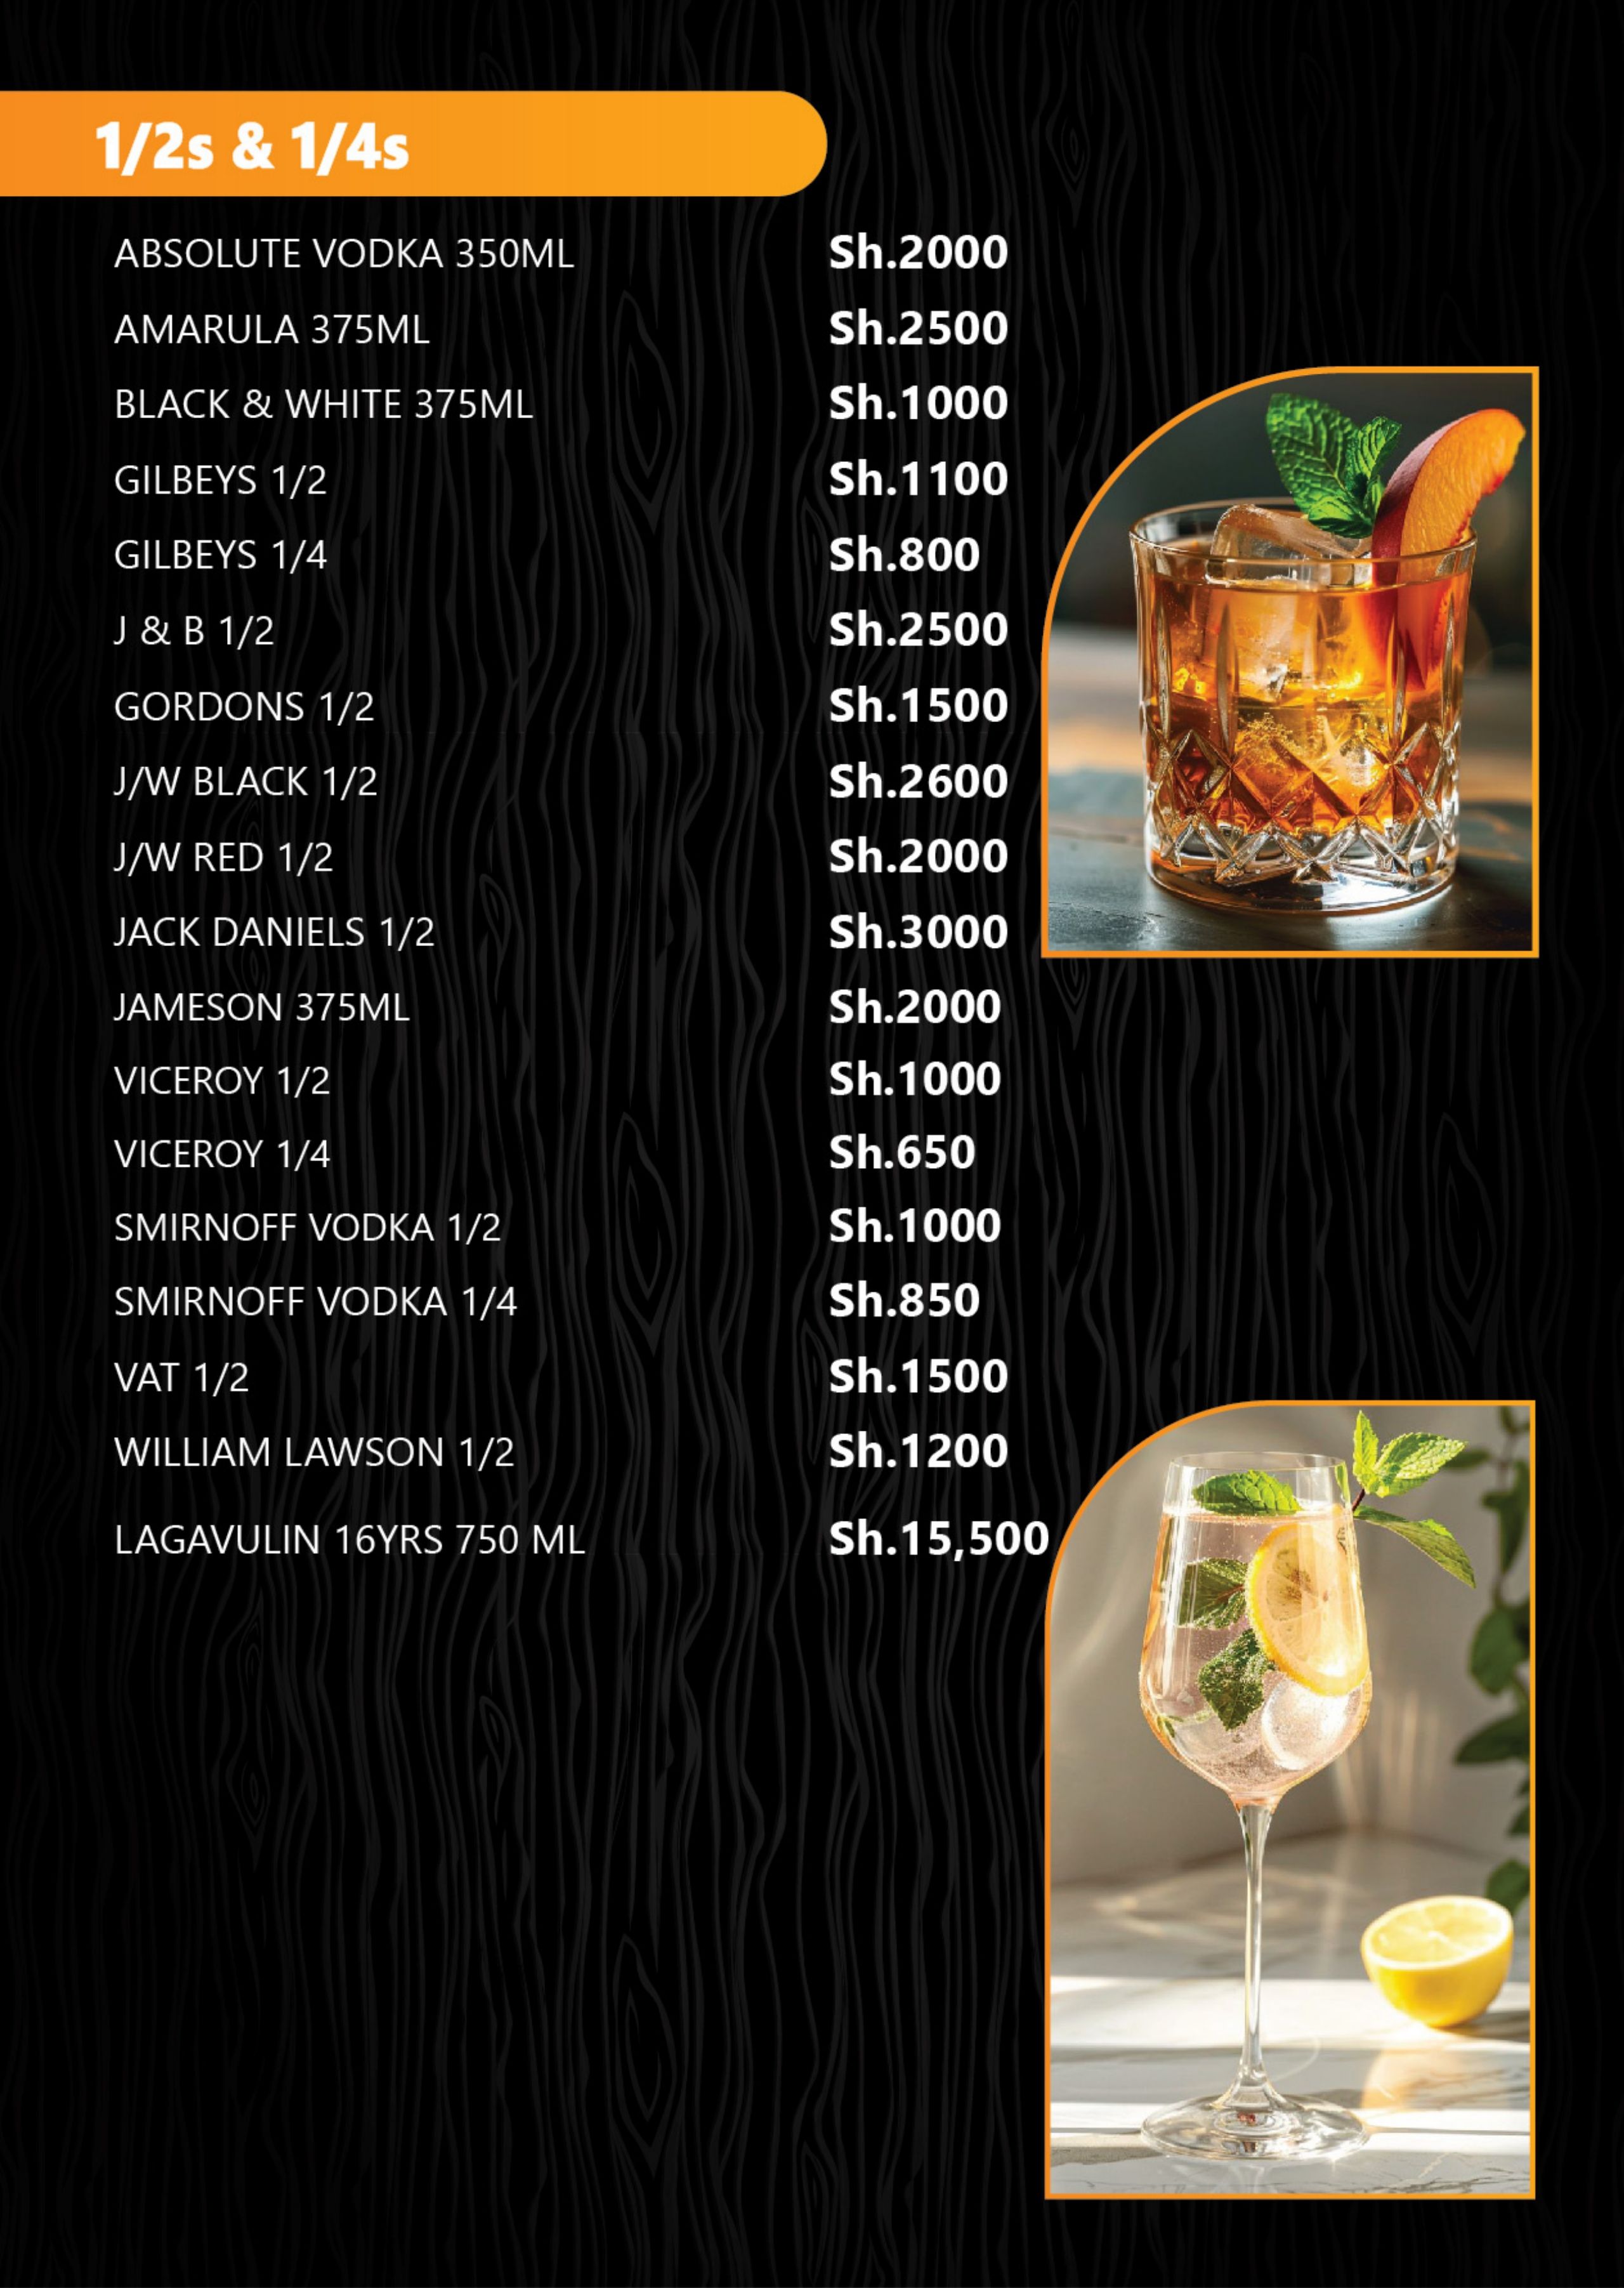 1/2s & 1/4s
ABSOLUTE VODKA 350ML Sh.2000
AMARULA 375ML Sh.2500
BLACK & WHITE 375ML Sh.1000
GILBEYS 1/2 Sh.1100
GILBEYS 1/4 Sh.800
J & B 1/2 Sh.2500
GORDONS 1/2 Sh.1500
J/W BLACK 1/2 Sh.2600
J/W RED 1/2 Sh.2000
JACK DANIELS 1/2 Sh.3000
JAMESON 375ML Sh.2000
VICEROY 1/2 Sh.1000
VICEROY 1/4 Sh.650
SMIRNOFF VODKA 1/2 Sh.1000
SMIRNOFF VODKA 1/4 Sh.850
VAT 1/2 Sh.1500
WILLIAM LAWSON 1/2 Sh.1200
LAGAVULIN 16YRS 750 ML Sh.15,500